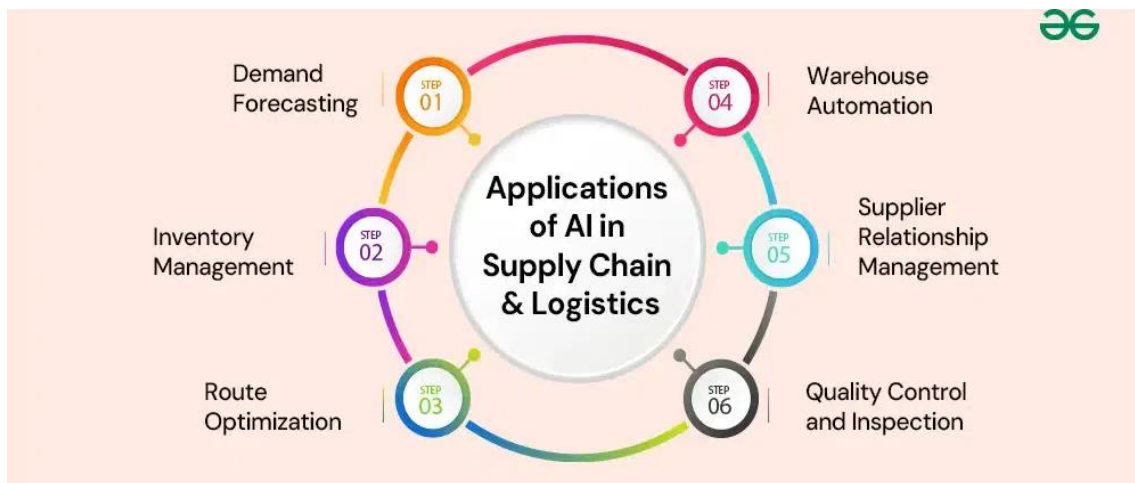 Demand
Forecasting
STEP
01
Inventory
Management
STEP
02
Route
Optimization
STEP
03
Applications
of AI in
Supply Chain
& Logistics
STEP
04
Warehouse
Automation
STEP
05
Supplier
Relationship
Management
STEP
06
Quality Control
and Inspection